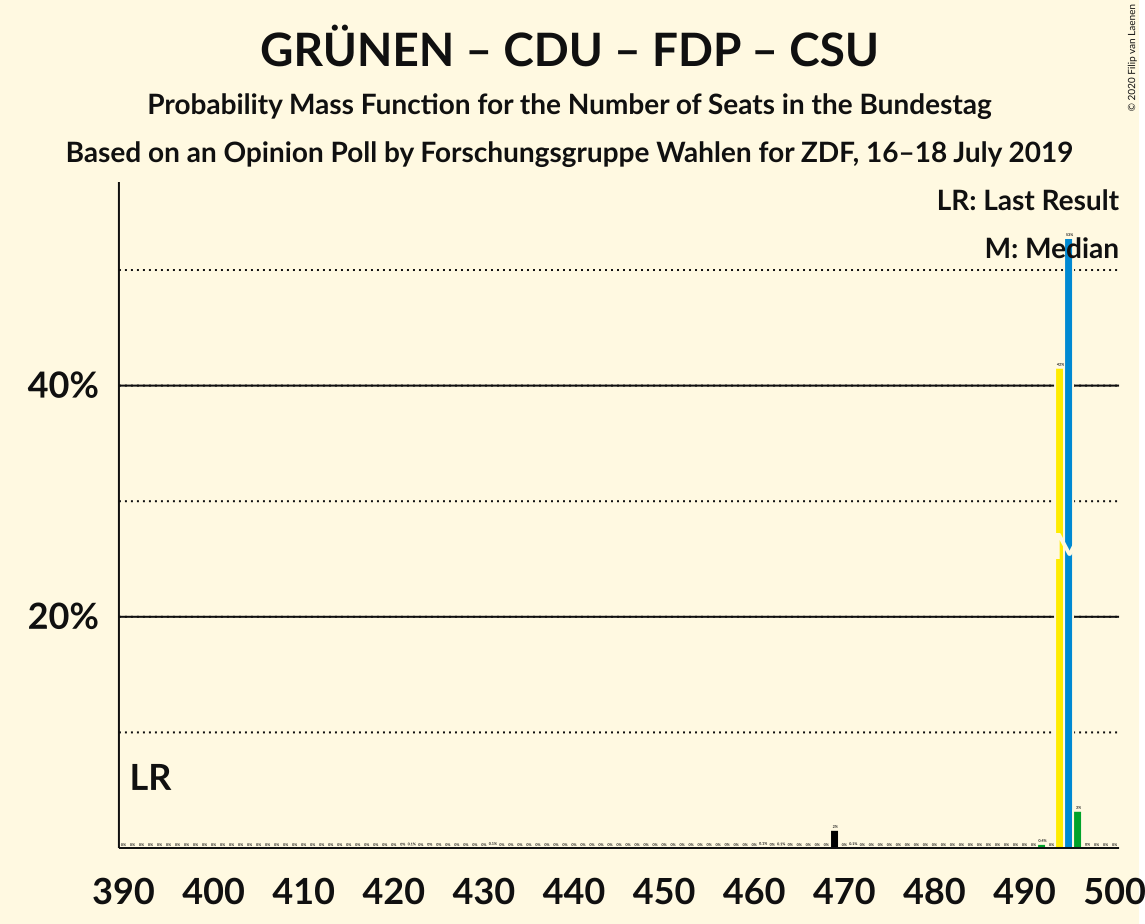 GRÜNEN – CDU – FDP – CSU
Probability Mass Function for the Number of Seats in the Bundestag
Based on an Opinion Poll by Forschungsgruppe Wahlen for ZDF, 16–18 July 2019
© 2020 Filip van Laenen
LR: Last Result
M: Median
40%
20%
LR
M
390 400 410 420 430 440 450 460 470 480 490 500